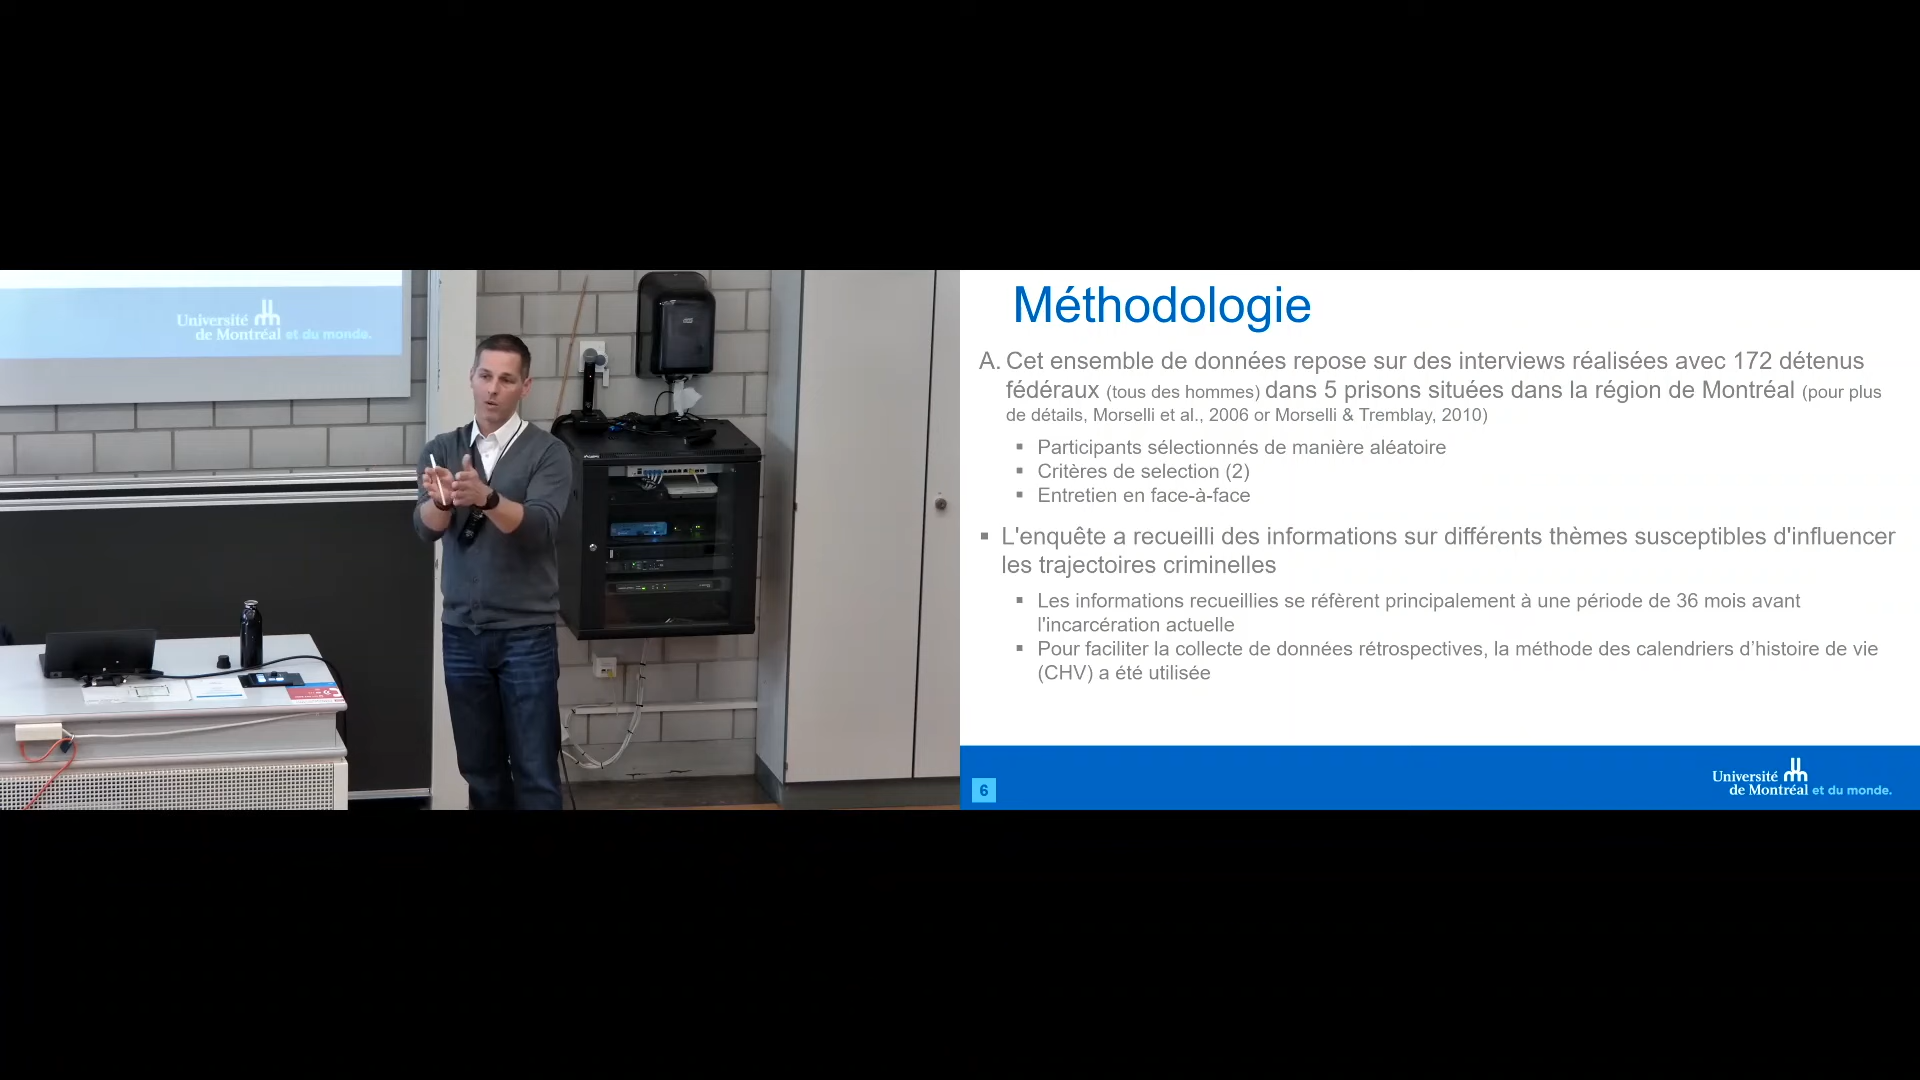 Université
de Montréal et du monde.
Méthodologie
A. Cet ensemble de données repose sur des interviews réalisées avec 172 détenus
fédéraux (tous des hommes) dans 5 prisons situées dans la région de Montréal (pour plus
de détails, Morselli et al., 2006 or Morselli & Tremblay, 2010)
▪ Participants sélectionnés de manière aléatoire
▪ Critères de selection (2)
▪ Entretien en face-à-face
▪ L'enquête a recueilli des informations sur différents thèmes susceptibles d'influencer
les trajectoires criminelles
▪ Les informations recueillies se réfèrent principalement à une période de 36 mois avant
l'incarcération actuelle
▪ Pour faciliter la collecte de données rétrospectives, la méthode des calendriers d’histoire de vie
(CHV) a été utilisée
6
Université
de Montréal et du monde.